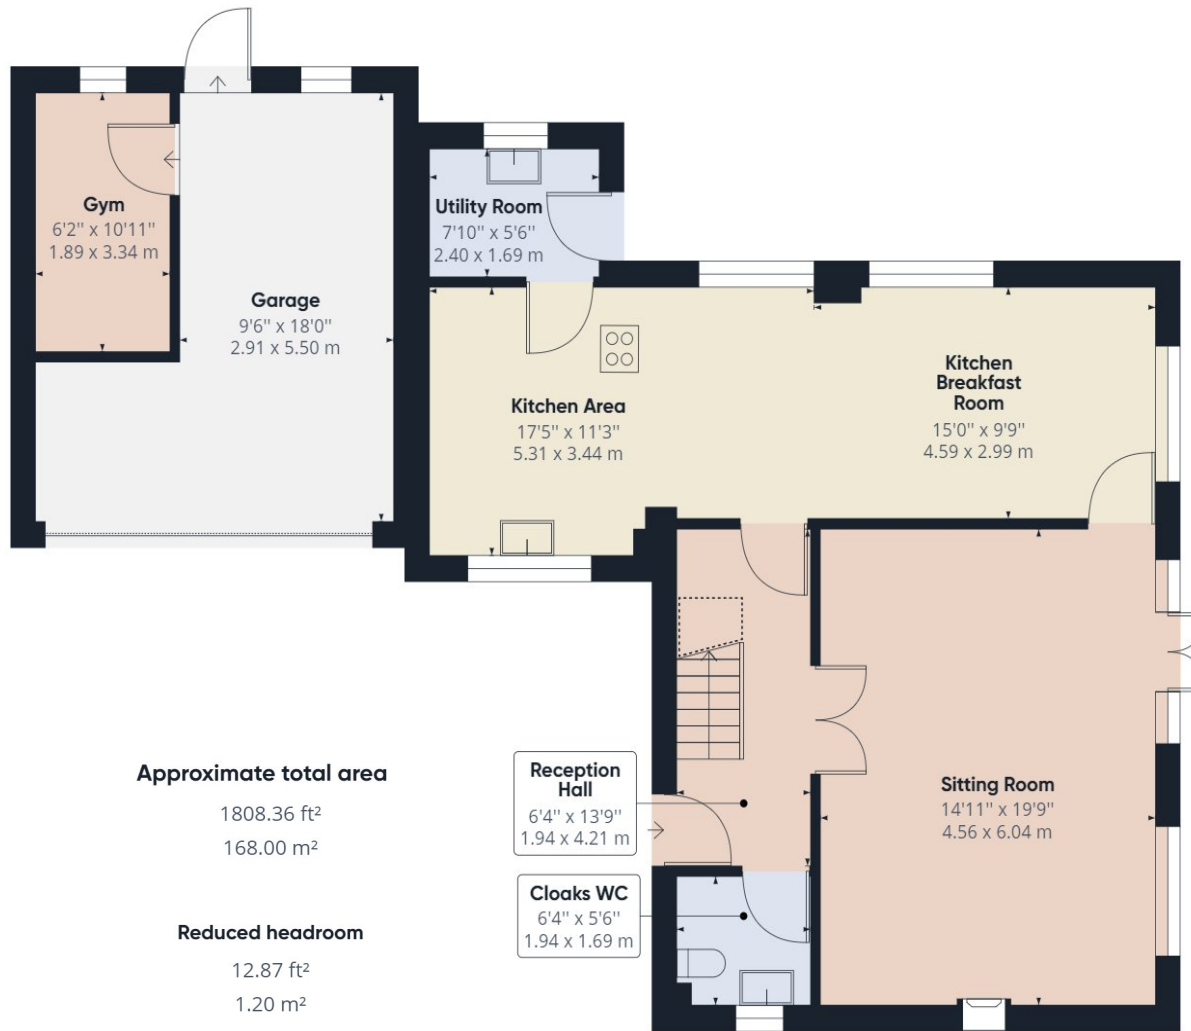 Gym
6'2'' x 10'11''
1.89 x 3.34 m
Garage
9'6'' x 18'0''
2.91 x 5.50 m
Utility Room
7'10'' x 5'6''
2.40 x 1.69 m
Kitchen Area
17'5'' x 11'3''
5.31 x 3.44 m
Kitchen
Breakfast
Room
15'0'' x 9'9''
4.59 x 2.99 m
Reception
Hall
6'4'' x 13'9''
1.94 x 4.21 m
Cloaks WC
6'4'' x 5'6''
1.94 x 1.69 m
Sitting Room
14'11'' x 19'9''
4.56 x 6.04 m
Approximate total area
1808.36 ft²
168.00 m²
Reduced headroom
12.87 ft²
1.20 m²